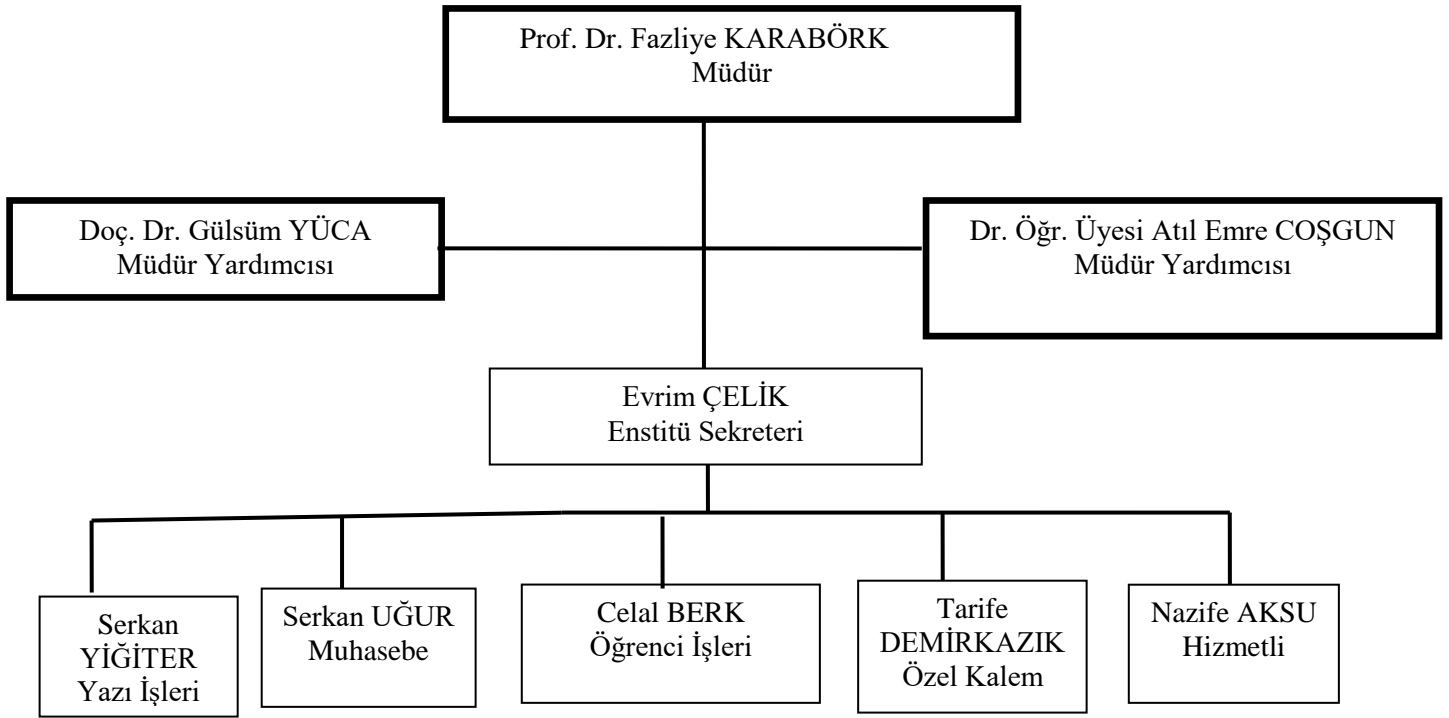 Prof. Dr. Fazliye KARABÖRK
Müdür
Doç. Dr. Gülsüm YÜCA
Müdür Yardımcısı
Dr. Öğr. Üyesi Atıl Emre COŞGUN
Müdür Yardımcısı
Evrim ÇELİK
Enstitü Sekreteri
Serkan
YİĞİTER
Yazı İşleri
Serkan UĞUR
Muhasebe
Celal BERK
Öğrenci İşleri
Tarife
DEMİRKAZIK
Özel Kalem
Nazife AKSU
Hizmetli